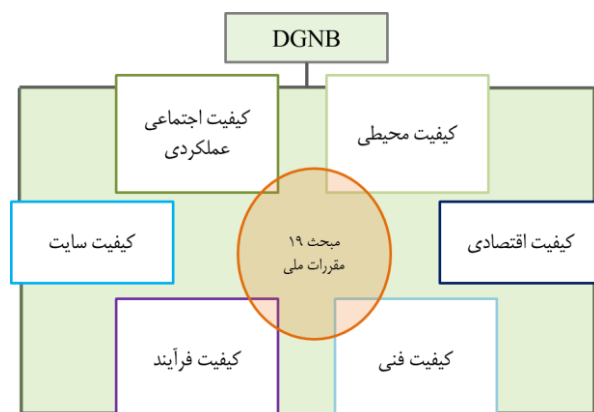 DGNB
کیفیت محیطی
کیفیت اجتماعی
عملکردی
کیفیت اقتصادی
مبحث ۱۹
مقررات ملی
کیفیت سایت
کیفیت فنی
کیفیت فرآیند